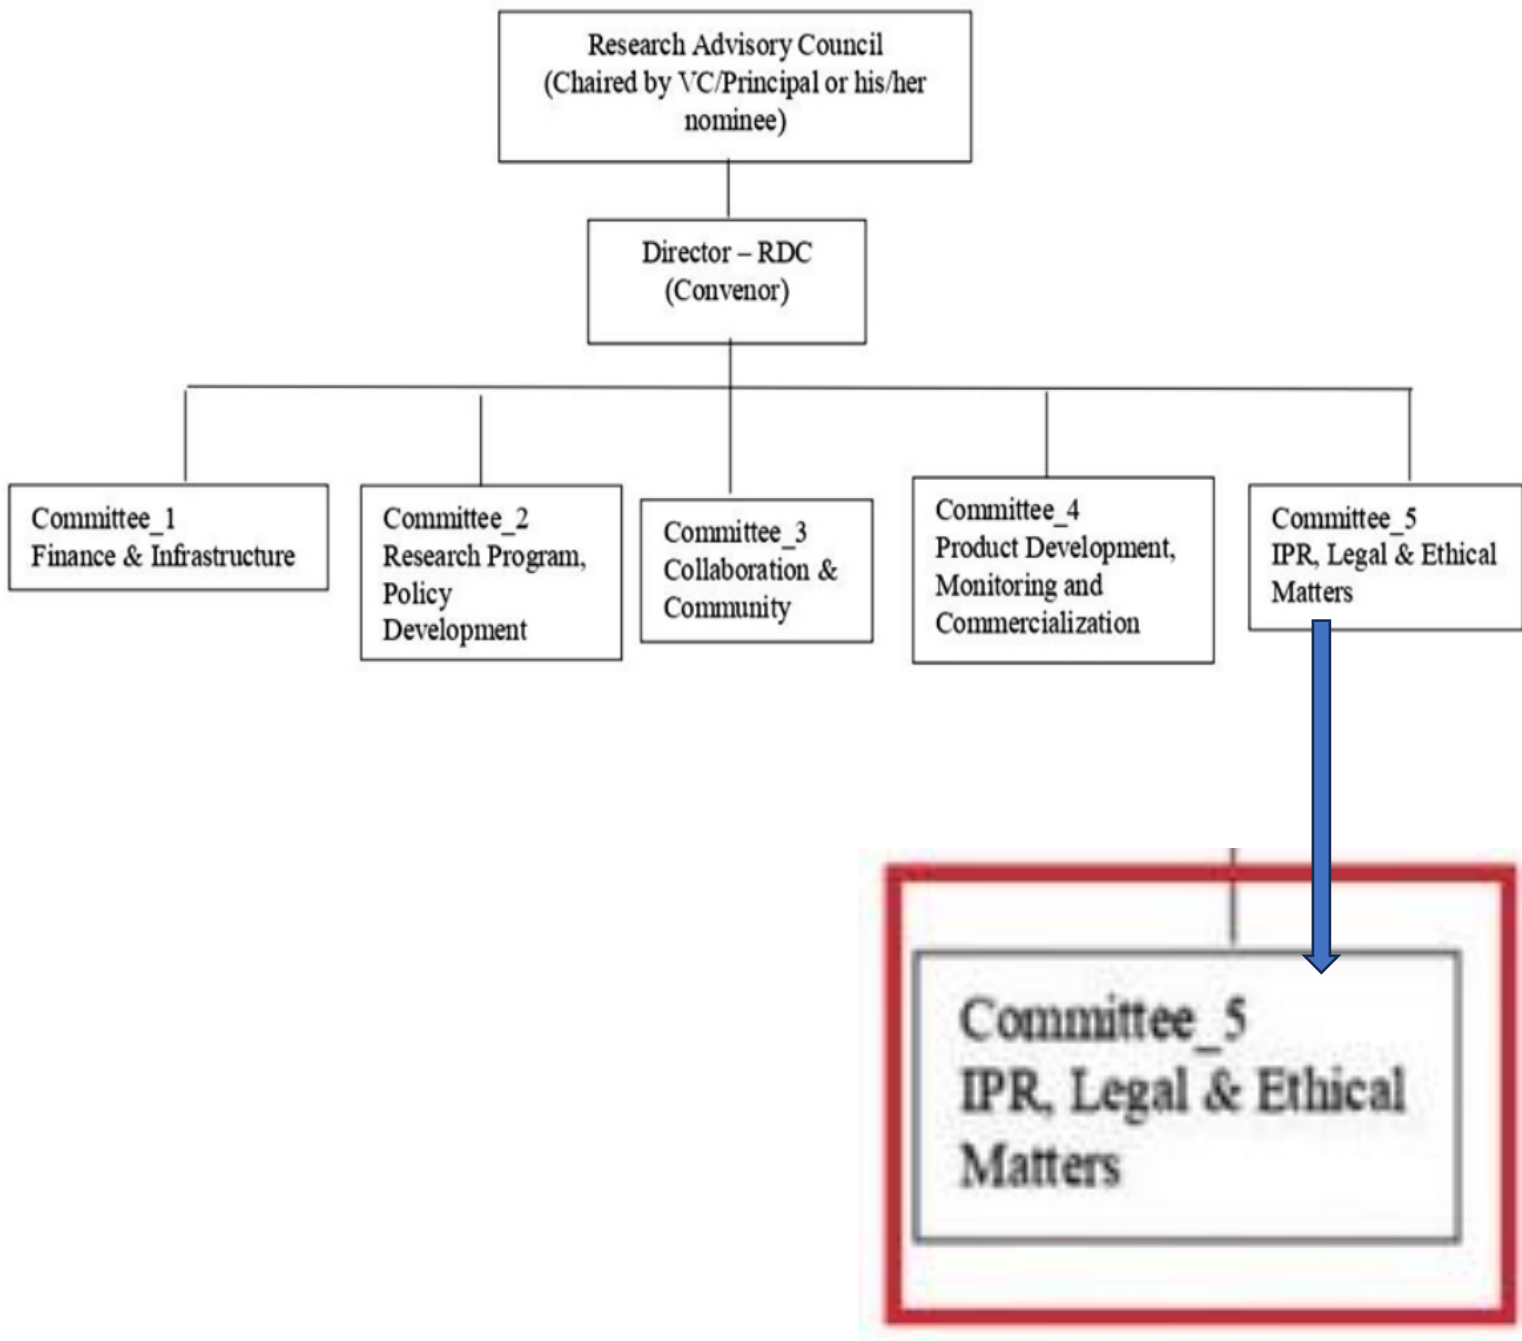 Research Advisory Council
(Chaired by VC/Principal or his/her
nominee)
Director – RDC
(Convenor)
Committee_1
Finance & Infrastructure
Committee_2
Research Program,
Policy
Development
Committee_3
Collaboration &
Community
Committee_4
Product Development,
Monitoring and
Commercialization
Committee_5
IPR, Legal & Ethical
Matters
Committee_5
IPR, Legal & Ethical
Matters